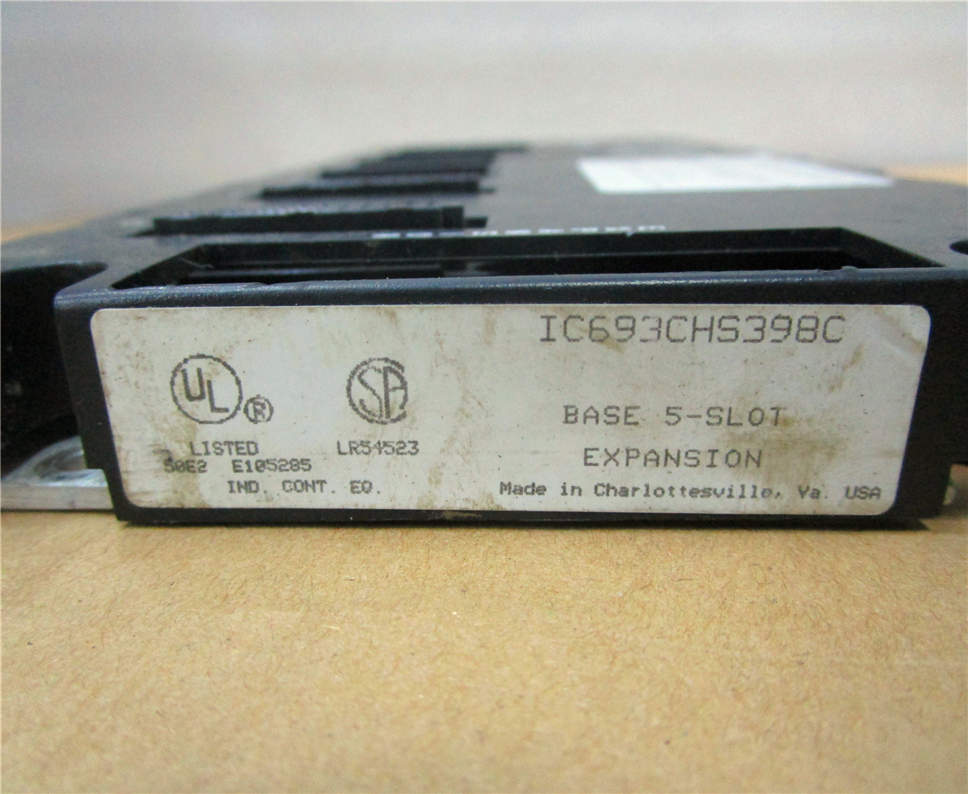 IC693CHS398C
UL ®
SA
LISTED
LR54523
50E2 E105285
IND. CONT. EQ.
BASE 5-SLOT
EXPANSION
Made in Charlottesville, Va. USA